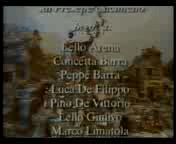 Lello Arena
Concetta Barra
Peppe Barra
Luca De Filippo
Pino De Vittorio
Lello Giulivo
Marco Limatola